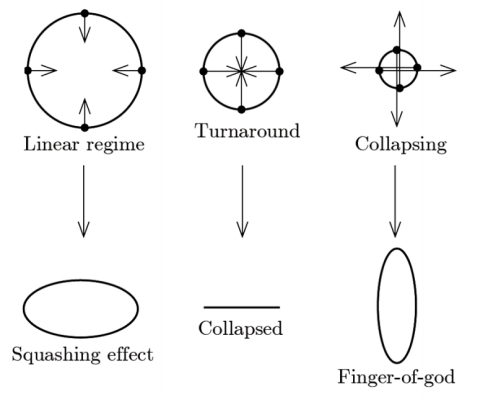 Linear regime
Turnaround
Collapsing
Squashing effect
Collapsed
Finger-of-god